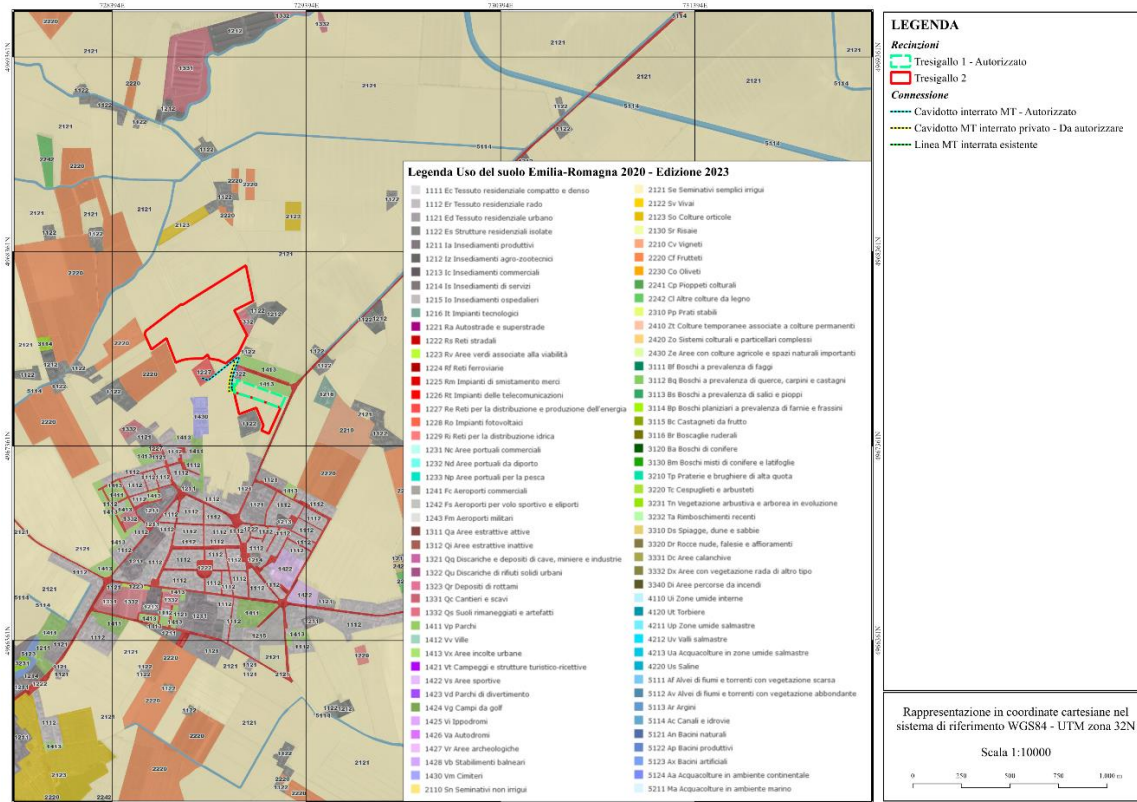 728394E
729394E
730394E
731394E
4969361N
4968361N
4967361N
4966361N
LEGENDA
Recinzioni
Tresigallo 1 - Autorizzato
Tresigallo 2
Connessione
Cavidotto interrato MT - Autorizzato
Cavidotto MT interrato privato - Da autorizzare
Linea MT interrata esistente
Legenda Uso del suolo Emilia-Romagna 2020 - Edizione 2023
1111 Ec Tessuto residenziale compatto e denso
1112 Er Tessuto residenziale rado
1121 Ed Tessuto residenziale urbano
1122 Es Strutture residenziali isolate
1211 Ia Insediamenti produttivi
1212 Iz Insediamenti agro-zootecnici
1213 Ic Insediamenti commerciali
1214 Is Insediamenti di servizi
1215 Io Insediamenti ospedalieri
1216 It Impianti tecnologici
1221 Ra Autostrade e superstrade
1222 Rs Reti stradali
1223 Rv Aree verdi associate alla viabilità
1224 Rf Reti ferroviarie
1225 Rm Impianti di smistamento merci
1226 Rt Impianti delle telecomunicazioni
1227 Re Reti per la distribuzione e produzione dell'energia
1228 Ro Impianti fotovoltaici
1229 Ri Reti per la distribuzione idrica
1231 Nc Aree portuali commerciali
1232 Nd Aree portuali da diporto
1233 Np Aree portuali per la pesca
1241 Fc Aeroporti commerciali
1242 Fs Aeroporti per volo sportivo e eliporti
1243 Fm Aeroporti militari
1311 Qa Aree estrattive attive
1312 Qi Aree estrattive inattive
1321 Qq Discariche e depositi di cave, miniere e industrie
1322 Qu Discariche di rifiuti solidi urbani
1323 Qr Depositi di rottami
1331 Qc Cantieri e scavi
1332 Qs Suoli rimaneggiati e artefatti
1411 Vp Parchi
1412 Vv Ville
1413 Vx Aree incolte urbane
1421 Vt Campeggi e strutture turistico-ricettive
1422 Vs Aree sportive
1423 Vd Parchi di divertimento
1424 Vg Campi da golf
1425 Vi Ippodromi
1426 Va Autodromi
1427 Vr Aree archeologiche
1428 Vb Stabilimenti balneari
1430 Vm Cimiteri
2110 Sn Seminativi non irrigui
2121 Se Seminativi semplici irrigui
2122 Sv Vivai
2123 So Colture orticole
2130 Sr Risaie
2210 Cv Vigneti
2220 Cf Frutteti
2230 Co Oliveti
2241 Cp Pioppeti colturali
2242 Cl Altre colture da legno
2310 Pp Prati stabili
2410 Zt Colture temporanee associate a colture permanenti
2420 Zo Sistemi colturali e particellari complessi
2430 Ze Aree con colture agricole e spazi naturali importanti
3111 Bf Boschi a prevalenza di faggi
3112 Bq Boschi a prevalenza di querce, carpini e castagni
3113 Bs Boschi a prevalenza di salici e pioppi
3114 Bp Boschi planiziari a prevalenza di farnie e frassini
3115 Bc Castagneti da frutto
3116 Br Boscaglie ruderali
3120 Ba Boschi di conifere
3130 Bm Boschi misti di conifere e latifoglie
3210 Tp Praterie e brughiere di alta quota
3220 Tc Cespuglieti e arbusteti
3231 Tn Vegetazione arbustiva e arborea in evoluzione
3232 Ta Rimboschimenti recenti
3310 Ds Spiagge, dune e sabbie
3320 Dr Rocce nude, falesie e affioramenti
3331 Dc Aree calanchive
3332 Dx Aree con vegetazione rada di altro tipo
3340 Di Aree percorse da incendi
4110 Ui Zone umide interne
4120 Ut Torbiere
4211 Up Zone umide salmastre
4212 Uv Valli salmastre
4213 Ua Acquacolture in zone umide salmastre
4220 Us Saline
5111 Af Alvei di fiumi e torrenti con vegetazione scarsa
5112 Av Alvei di fiumi e torrenti con vegetazione abbondante
5113 Ar Argini
5114 Ac Canali e idrovie
5121 An Bacini naturali
5122 Ap Bacini produttivi
5123 Ax Bacini artificiali
5124 Aa Acquacolture in ambiente continentale
5211 Ma Acquacolture in ambiente marino
Rappresentazione in coordinate cartesiane nel
sistema di riferimento WGS84 - UTM zona 32N
Scala 1:10000
0 250 500 750 1,000 m